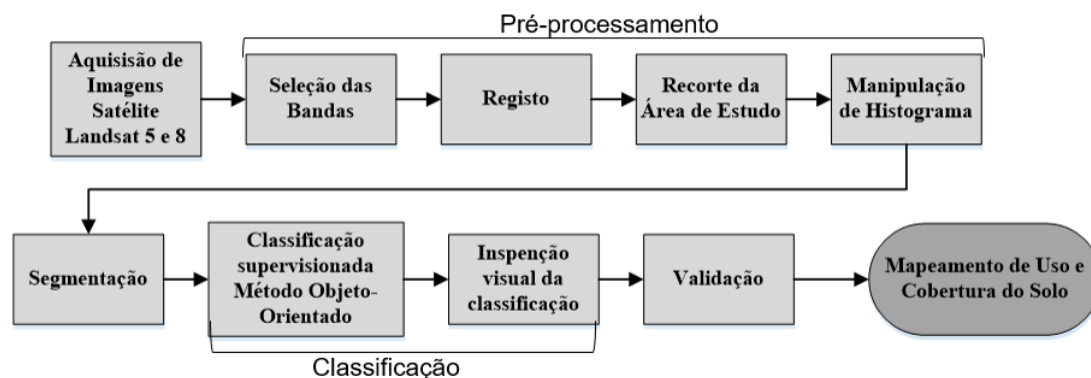 Pré-processamento
Aquisisão de
Imagens
Satélite
Landsat 5 e 8
Seleção das
Bandas
Registo
Recorte da
Área de Estudo
Manipulação
de Histograma
Segmentação
Classificação
supervisionada
Método Objeto-
Orientado
Inspenção
visual da
classificação
Validação
Mapeamento de Uso e
Cobertura do Solo
Classificação